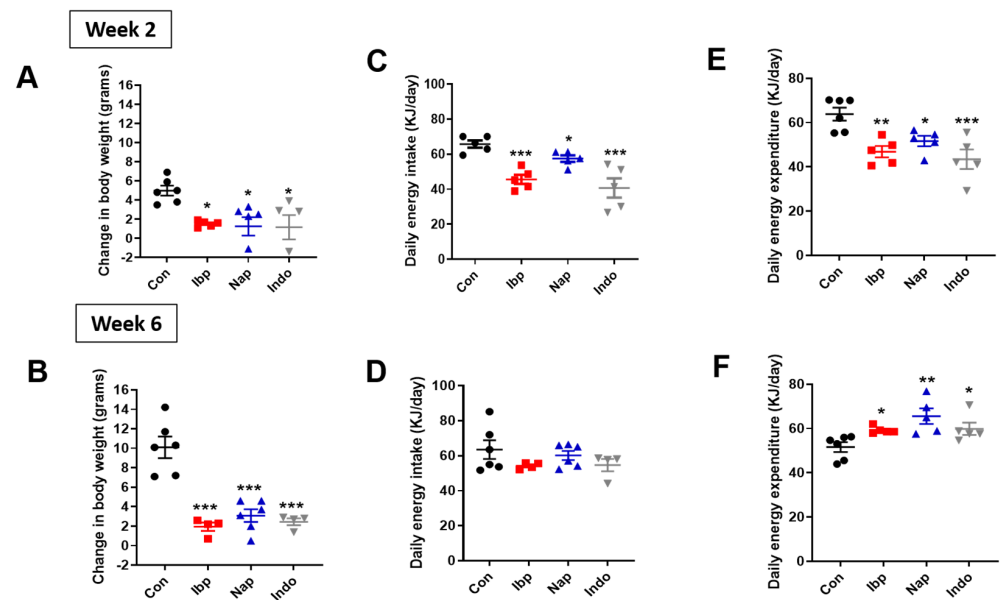 Week 2
A
Change in body weight (grams)
16
14
12
10
8
6
4
2
0
-2
*
*
*
Con
Ibp
Nap
Indo
C
Daily energy intake (KJ/day)
100
80
60
40
20
0
***
*
***
Con
Ibp
Nap
Indo
E
Daily energy expenditure (KJ/day)
80
60
40
20
0
**
*
***
Con
Ibp
Nap
Indo
Week 6
B
Change in body weight (grams)
16
14
12
10
8
6
4
2
0
-2
***
***
***
Con
Ibp
Nap
Indo
D
Daily energy intake (KJ/day)
100
80
60
40
20
0
Con
Ibp
Nap
Indo
F
Daily energy expenditure (KJ/day)
80
60
40
20
0
*
**
*
Con
Ibp
Nap
Indo